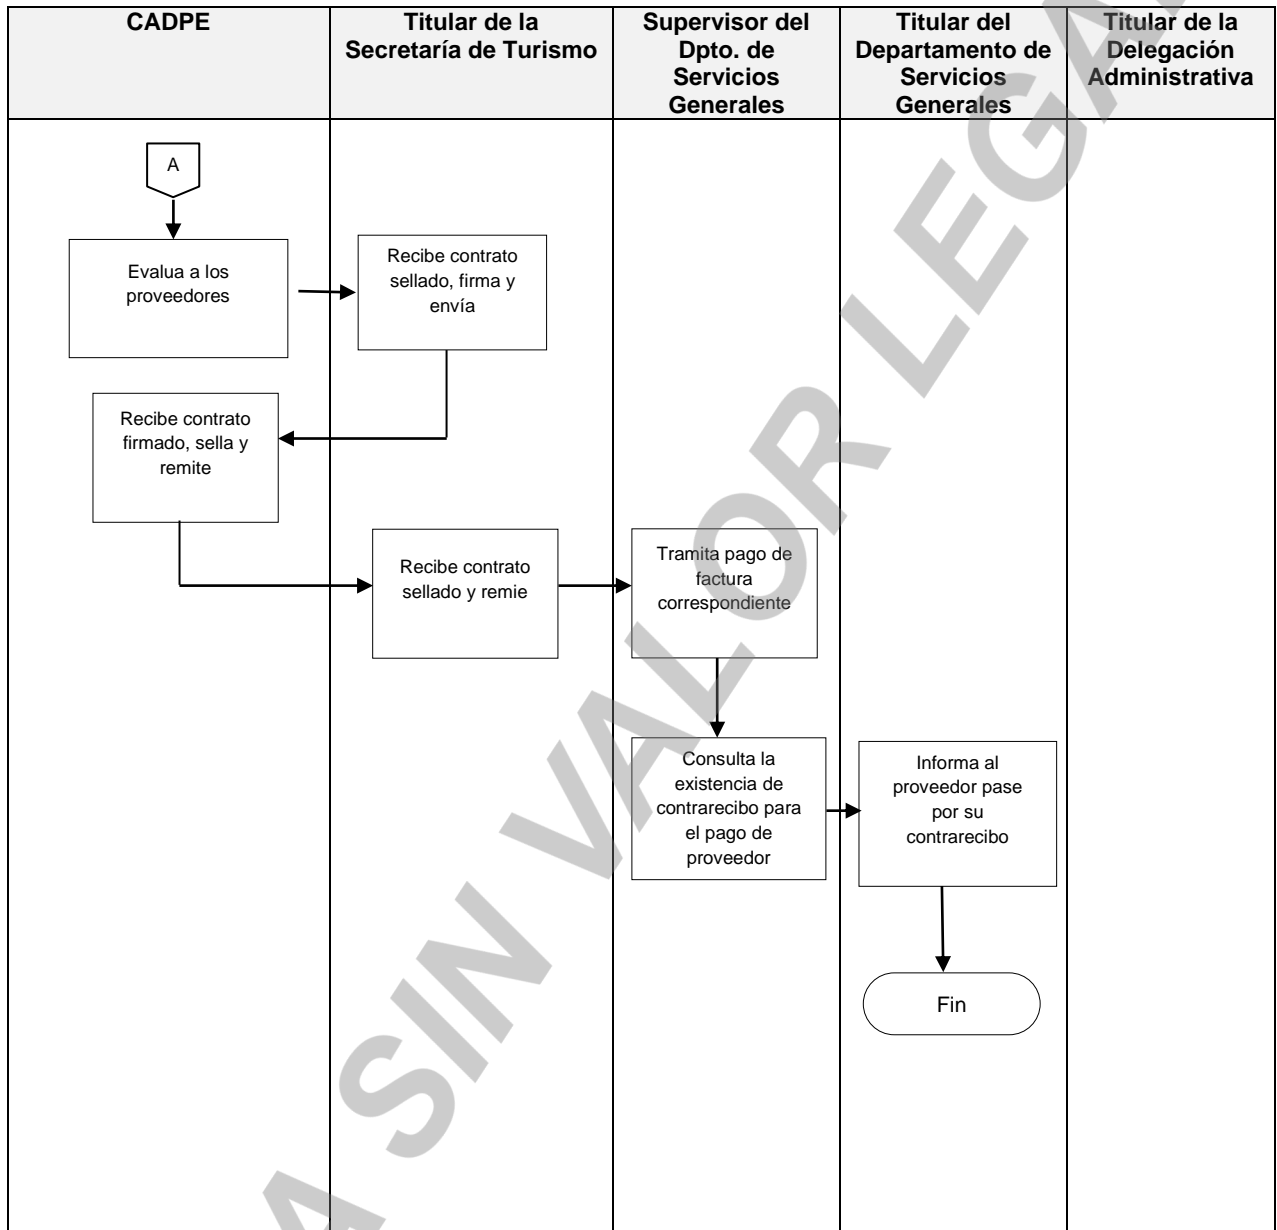 CADPE
Titular de la
Secretaría de Turismo
Supervisor del
Dpto. de
Servicios
Generales
Titular del
Departamento de
Servicios
Generales
Titular de la
Delegación
Administrativa
A
Evalua a los
proveedores
Recibe contrato
sellado, firma y
envía
Recibe contrato
firmado, sella y
remite
Recibe contrato
sellado y remie
Tramita pago de
factura
correspondiente
Consulta la
existencia de
contrarecibo para
el pago de
proveedor
Informa al
proveedor pase
por su
contrarecibo
Fin
A SIN VALOR LEGAL